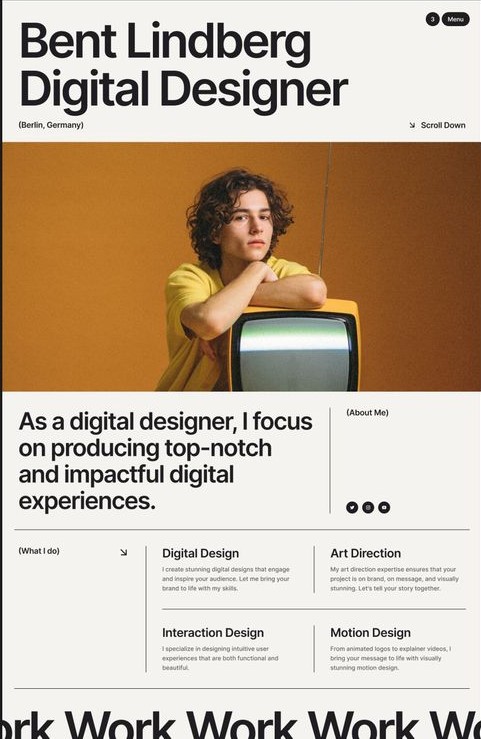 3 Menu
Bent Lindberg
Digital Designer
(Berlin, Germany)
Scroll Down
As a digital designer, I focus
on producing top-notch
and impactful digital
experiences.
(About Me)
(What I do)
Digital Design
I create stunning digital designs that engage
and inspire your audience. Let me bring your
brand to life with my skills.
Art Direction
My art direction expertise ensures that your
project is on brand, on message, and visually
stunning. Let's tell your story together.
Interaction Design
I specialize in designing intuitive user
experiences that are both functional and
beautiful.
Motion Design
From animated logos to explainer videos, I
bring your message to life with visually
stunning motion design.
ork Work Work Work Wo